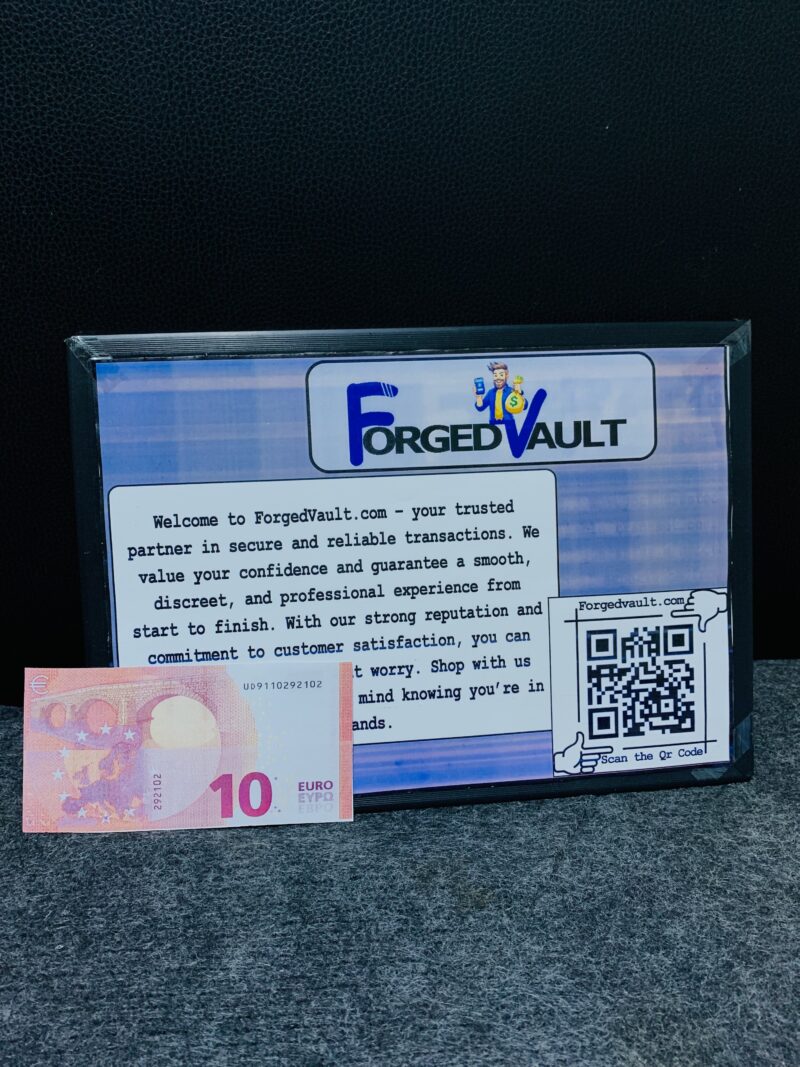 FORGEDVAULT
Welcome to ForgedVault.com – your trusted
partner in secure and reliable transactions. We
value your confidence and guarantee a smooth,
discreet, and professional experience from
start to finish. With our strong reputation and
commitment to customer satisfaction, you can
t worry. Shop with us
mind knowing you're in
ands.
Forgedvault.com
Scan the Qr Code
UD9110292102
292102
10
EURO
ΕΥΡΩ
ЕВРО